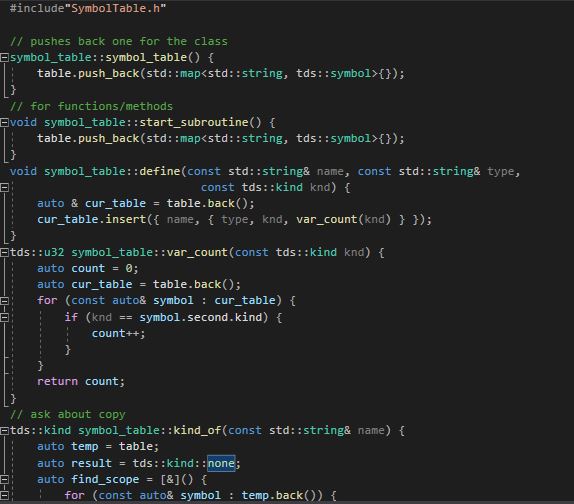 #include"SymbolTable.h"
// pushes back one for the class
symbol_table::symbol_table() {
    table.push_back(std::map<std::string, tds::symbol>{});
}
// for functions/methods
void symbol_table::start_subroutine() {
    table.push_back(std::map<std::string, tds::symbol>{});
}
void symbol_table::define(const std::string& name, const std::string& type,
                          const tds::kind knd) {
    auto & cur_table = table.back();
    cur_table.insert({ name, { type, knd, var_count(knd) } });
}
tds::u32 symbol_table::var_count(const tds::kind knd) {
    auto count = 0;
    auto cur_table = table.back();
    for (const auto& symbol : cur_table) {
        if (knd == symbol.second.kind) {
            count++;
        }
    }
    return count;
}
// ask about copy
tds::kind symbol_table::kind_of(const std::string& name) {
    auto temp = table;
    auto result = tds::kind::none;
    auto find_scope = [&]() {
        for (const auto& symbol : temp.back()) {